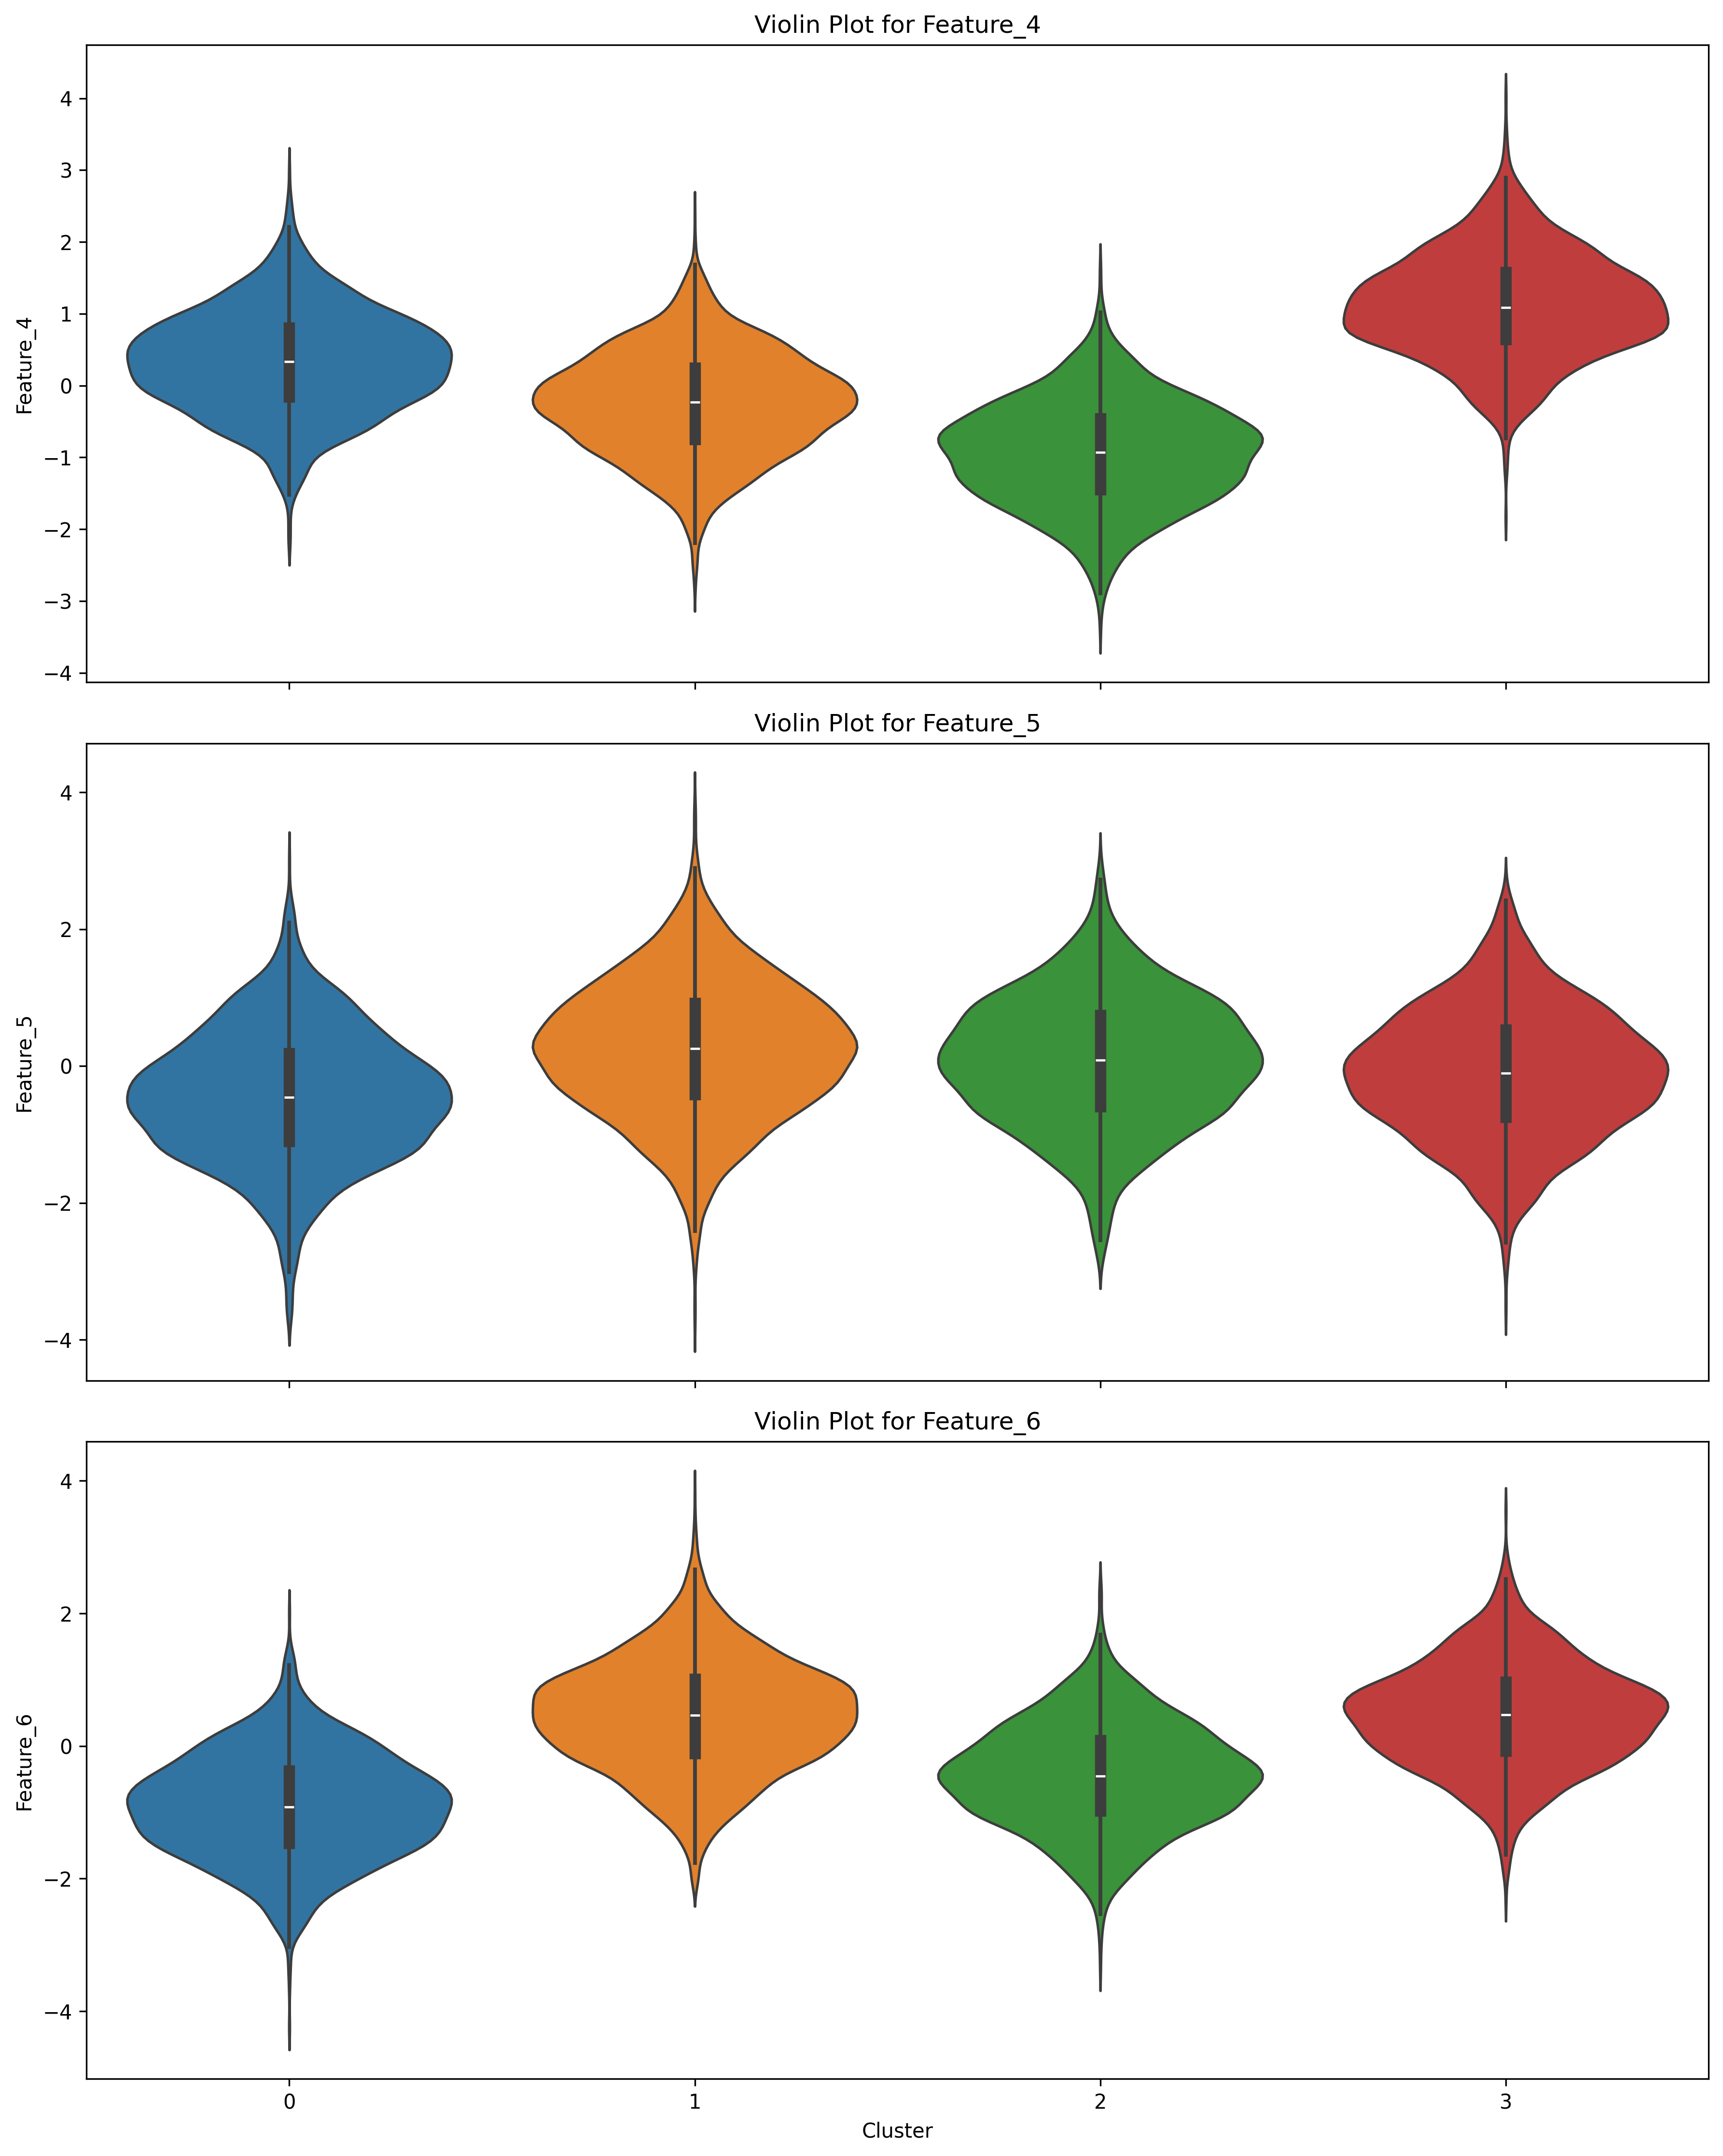 Violin Plot for Feature_4
4
3
2
1
0
−1
−2
−3
−4
Feature_4
Violin Plot for Feature_5
4
2
0
−2
−4
Feature_5
Violin Plot for Feature_6
4
2
0
−2
−4
Feature_6
0 1 2 3
Cluster